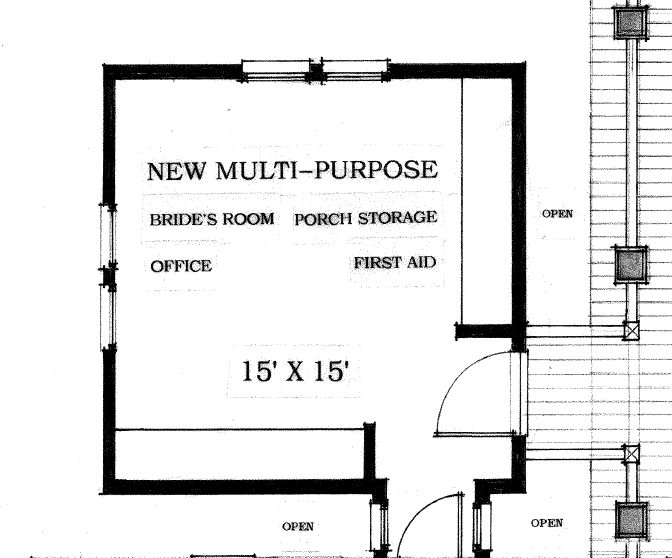 NEW MULTI-PURPOSE
BRIDE'S ROOM PORCH STORAGE
OPEN
OFFICE FIRST AID
15' X 15'
OPEN
OPEN